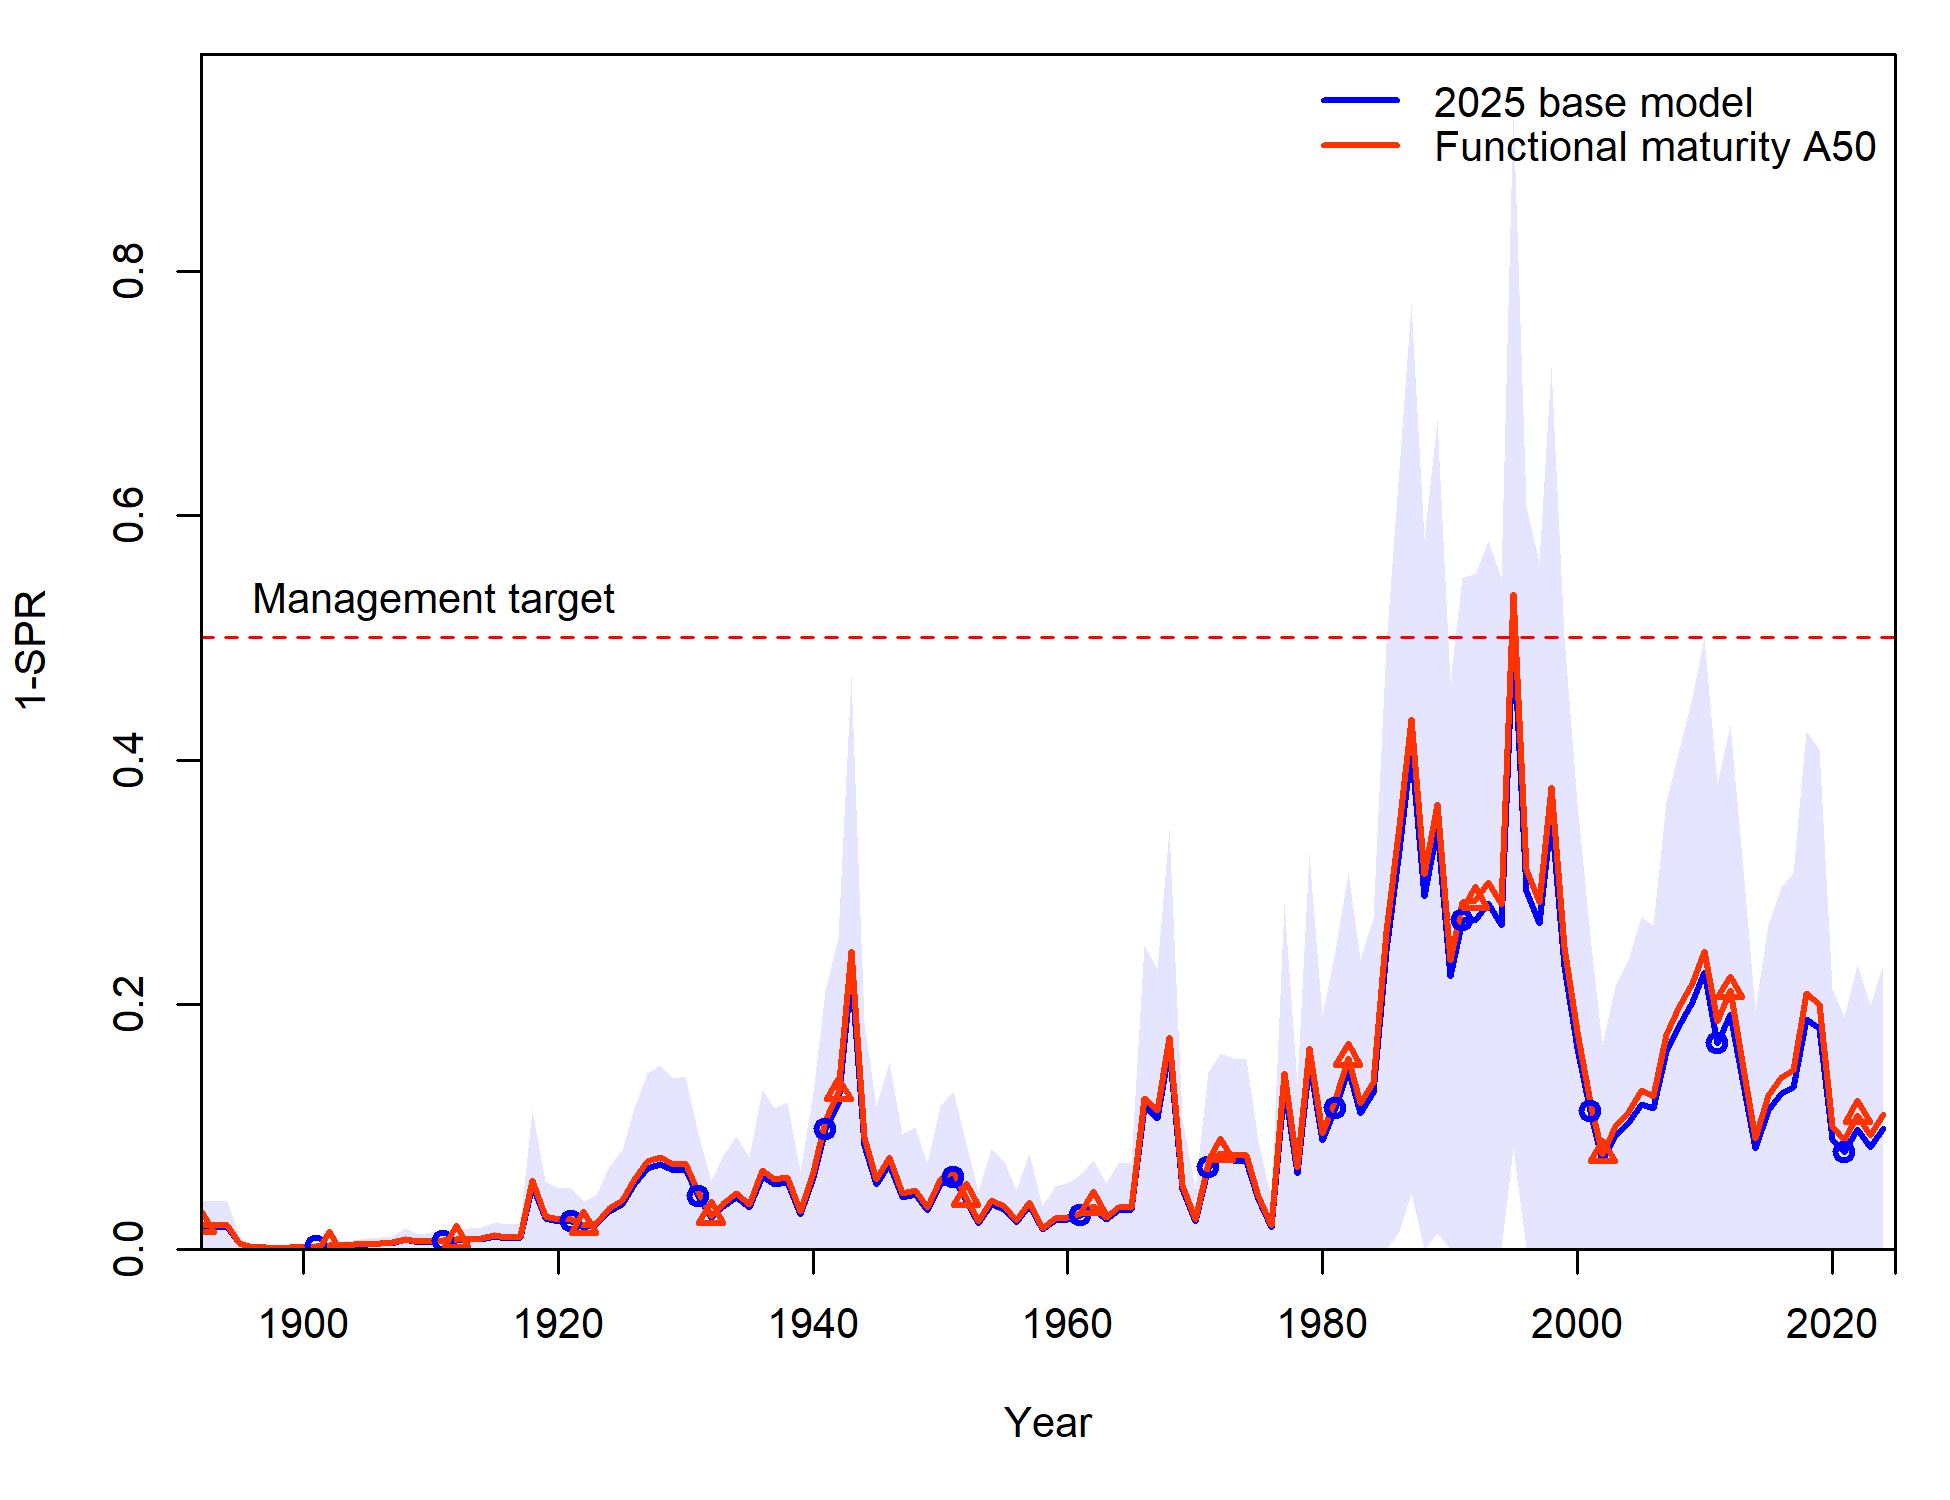 2025 base model
Functional maturity A50
Management target
1-SPR
0.8
0.6
0.4
0.2
0.0
1900 1920 1940 1960 1980 2000 2020
Year